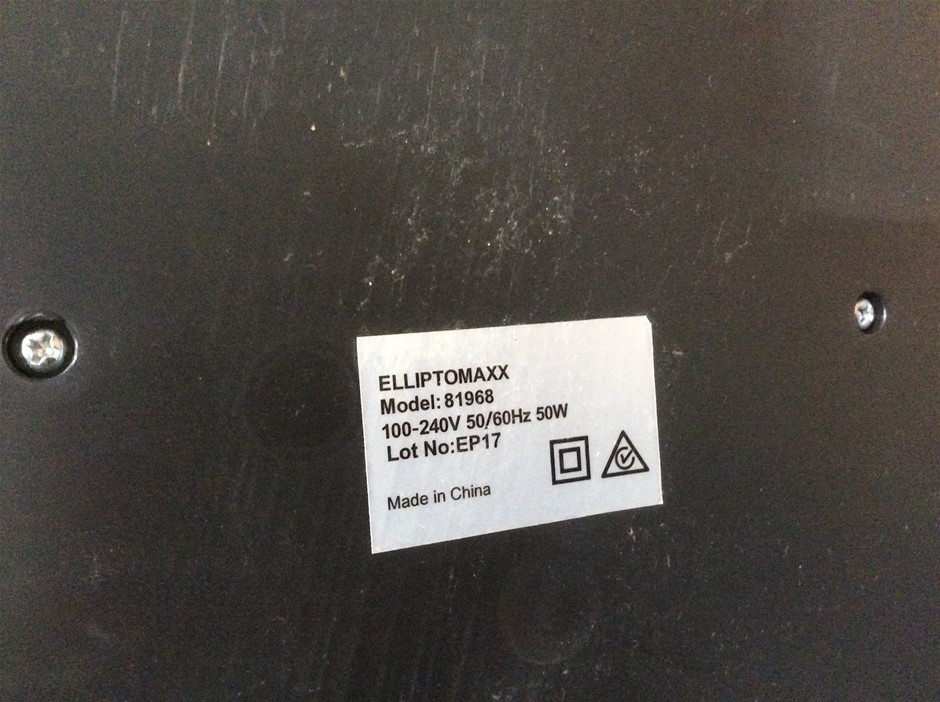 ELLIPTOMAXX
Model: 81968
100-240V 50/60Hz 50W
Lot No:EP17
Made in China